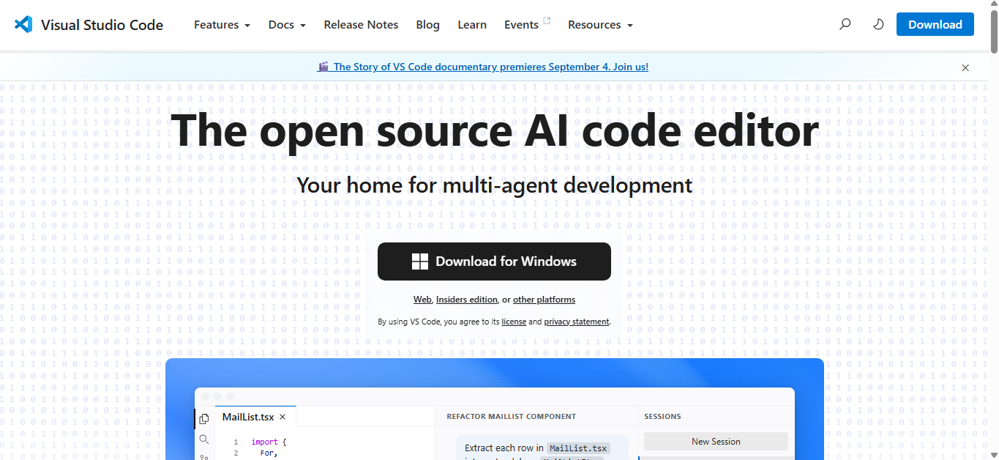 Visual Studio Code Features Docs Release Notes Blog Learn Events Resources Download
The Story of VS Code documentary premieres September 4. Join us!
The open source AI code editor
Your home for multi-agent development
Download for Windows
Web, Insiders edition, or other platforms
By using VS Code, you agree to its license and privacy statement.
MailList.tsx
REFACTOR MAILLIST COMPONENT
SESSIONS
1 import {
2 For,
Extract each row in MailList.tsx
New Session